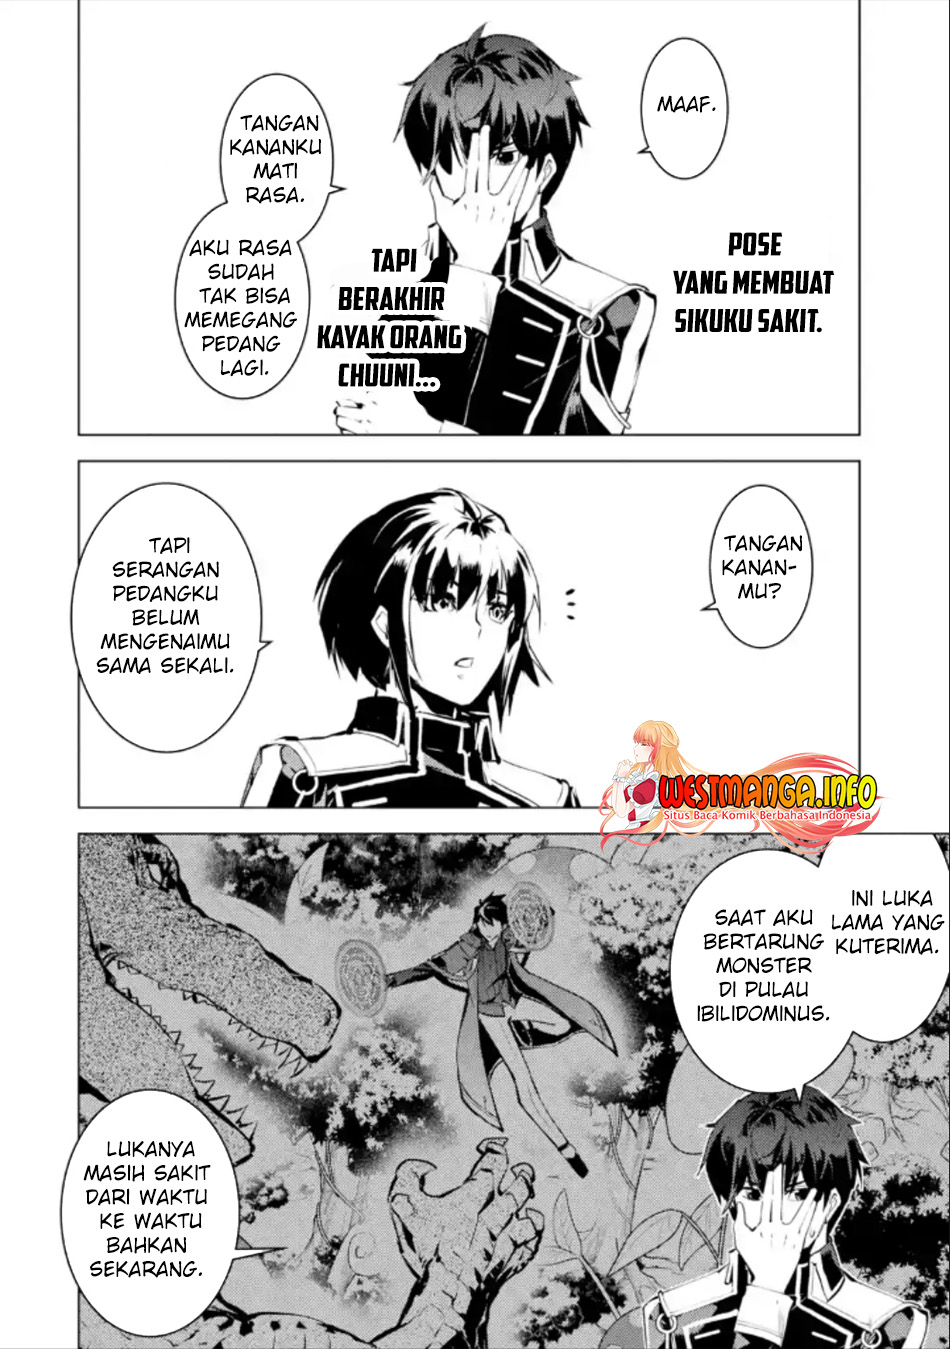 MAAF.
POSE
YANG MEMBUAT
SIKUKU SAKIT.
TANGAN
KANANKU
MATI
RASA.
AKU RASA
SUDAH
TAK BISA
MEMEGANG
PEDANG
LAGI.
TAPI
BERAKHIR
KAYAK ORANG
CHUUNI...
TANGAN
KANAN-
MU?
TAPI
SERANGAN
PEDANGKU
BELUM
MENGENAIMU
SAMA SEKALI.
WESTMANGA.INFO
Situs Baca Komik Berbahasa Indonesia
INI LUKA
LAMA YANG
KUTERIMA.
SAAT AKU
BERTARUNG
MONSTER
DI PULAU
IBILIDOMINUS.
LUKANYA
MASIH SAKIT
DARI WAKTU
KE WAKTU
BAHKAN
SEKARANG.